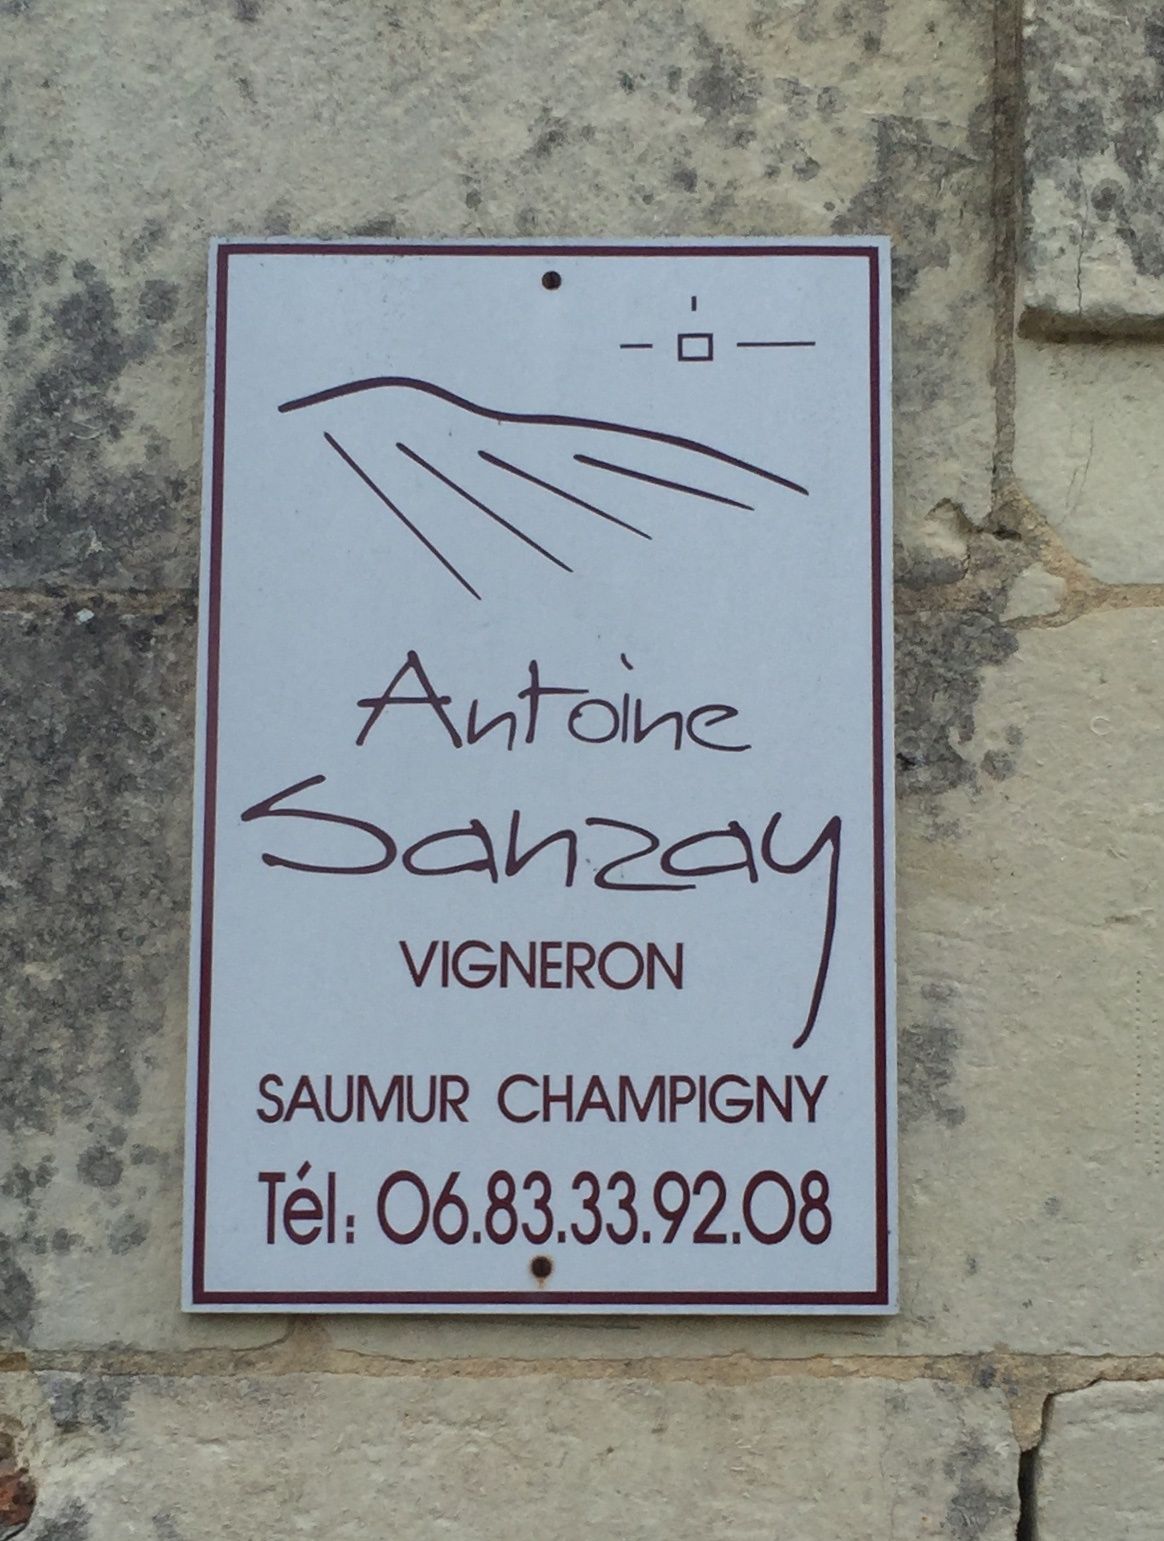 Antoine
Sanzay
VIGNERON
SAUMUR CHAMPIGNY
Tél: 06.83.33.92.08